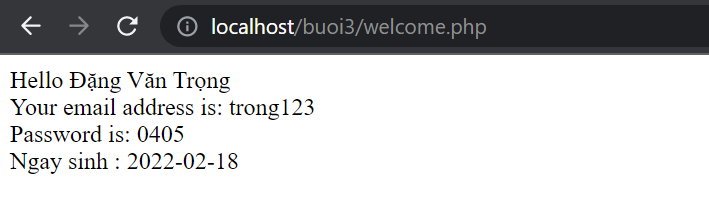 localhost/buoi3/welcome.php
Hello Đặng Văn Trọng
Your email address is: trong123
Password is: 0405
Ngay sinh : 2022-02-18